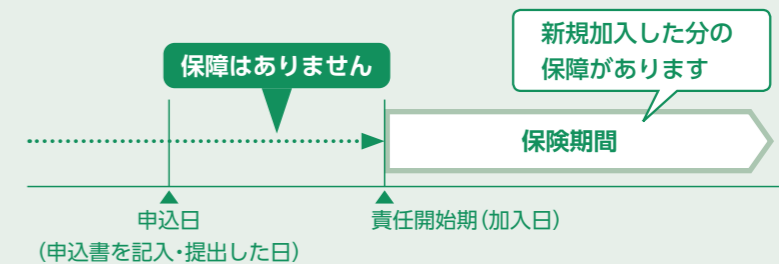 新規加入した分の
保障があります
保障はありません
保険期間
申込日
(申込書を記入・提出した日)
責任開始期(加入日)